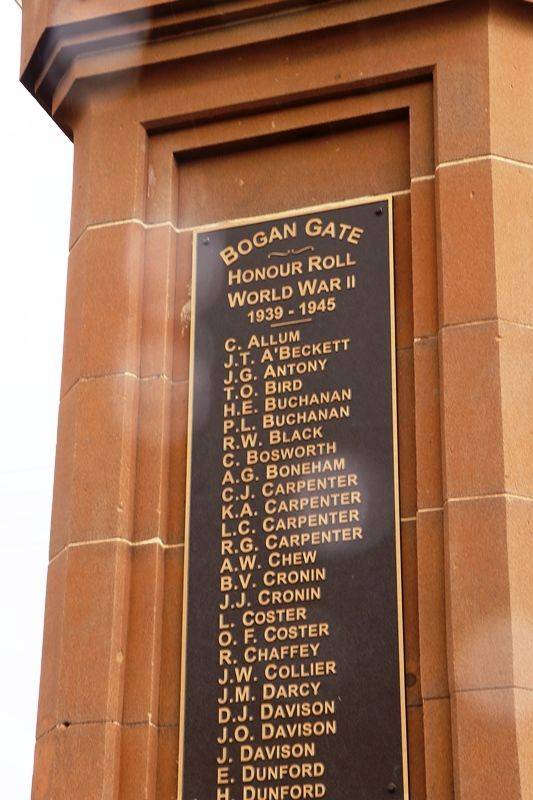 BOGAN GATE
HONOUR ROLL
WORLD WAR II
1939 - 1945
C. ALLUM
J.T. A'BECKETT
J.G. ANTONY
T.O. BIRD
H.E. BUCHANAN
P.L. BUCHANAN
R.W. BLACK
C. BOSWORTH
A.G. BONEHAM
C.J. CARPENTER
K.A. CARPENTER
L.C. CARPENTER
R.G. CARPENTER
A.W. CHEW
B.V. CRONIN
J.J. CRONIN
L. COSTER
O. F. COSTER
R. CHAFFEY
J.W. COLLIER
J.M. DARCY
D.J. DAVISON
J.O. DAVISON
J. DAVISON
E. DUNFORD
H. DUNFORD